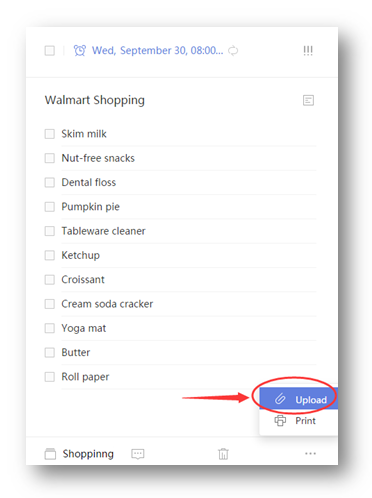 Wed, September 30, 08:00...
!!!
Walmart Shopping
Skim milk
Nut-free snacks
Dental floss
Pumpkin pie
Tableware cleaner
Ketchup
Croissant
Cream soda cracker
Yoga mat
Butter
Roll paper
Upload
Print
Shoppinng